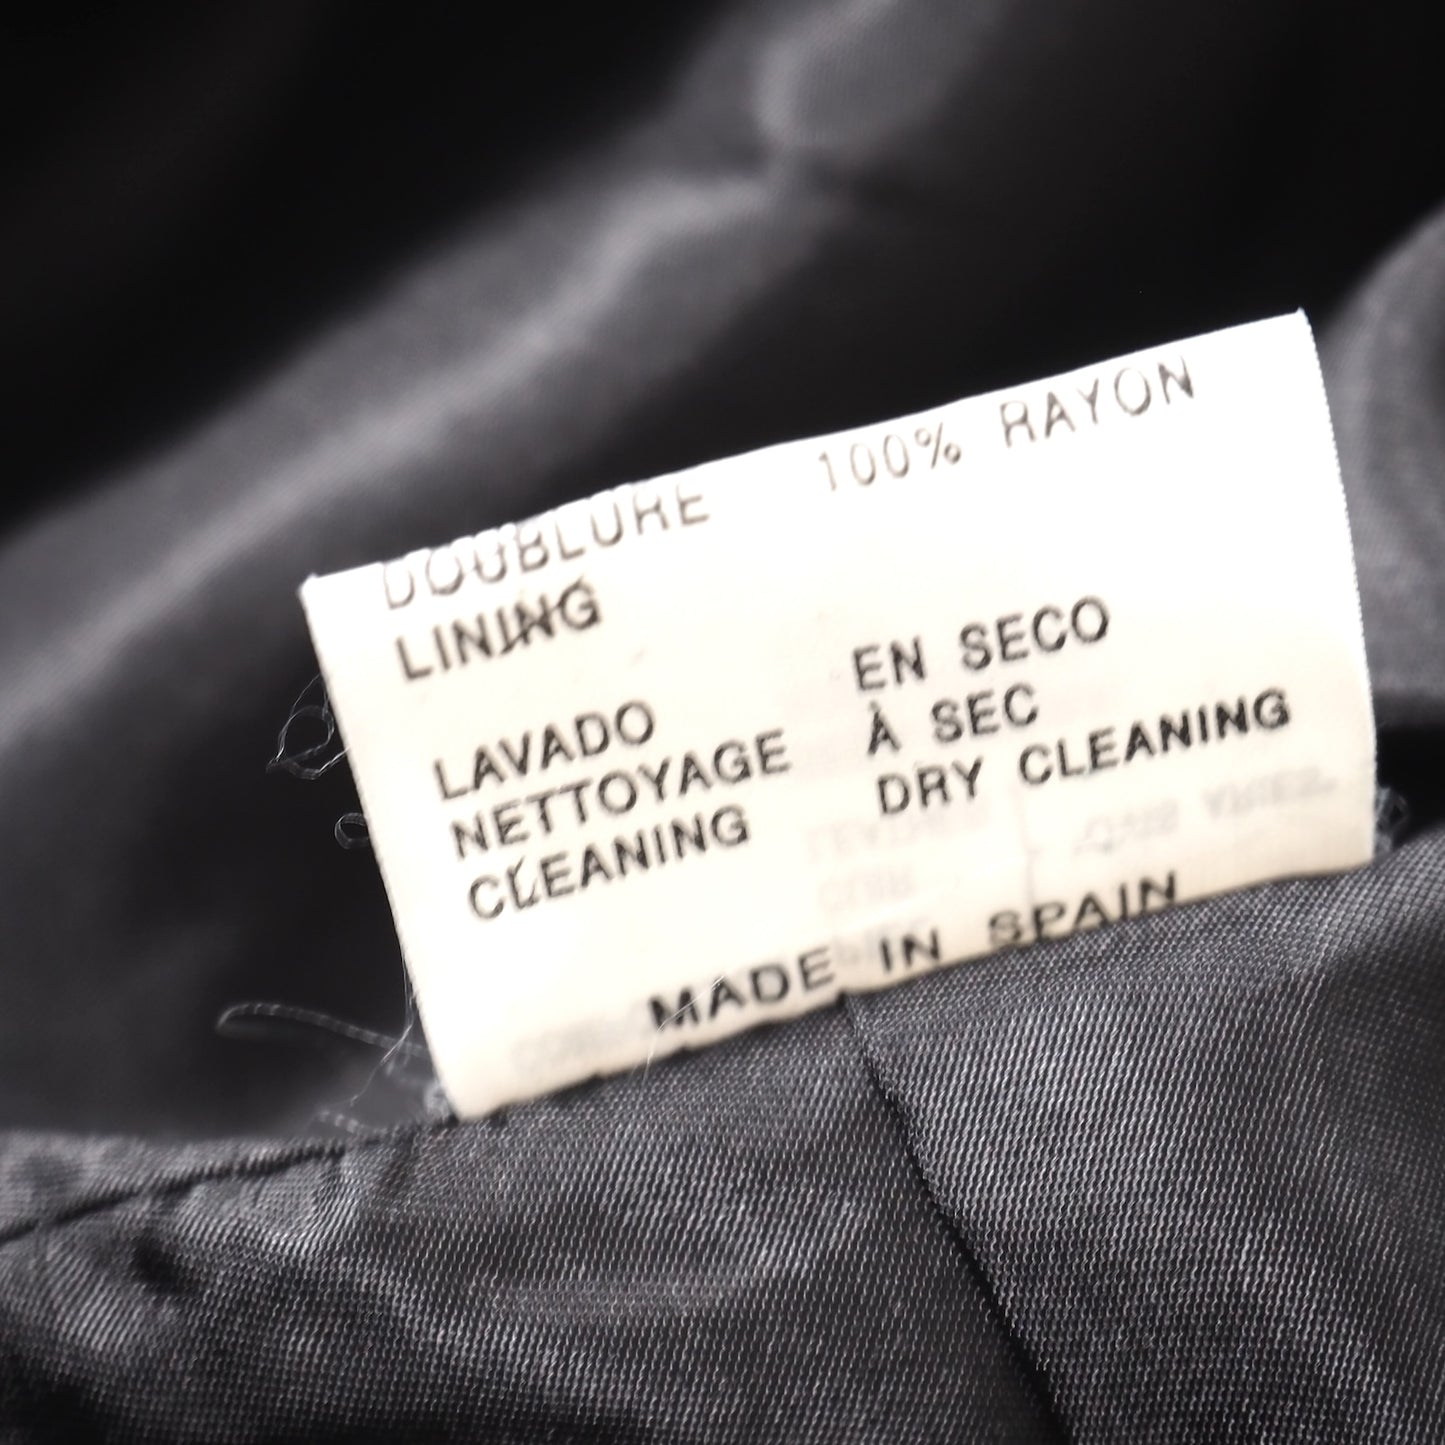 DOUBLURE 100% RAYON
LINING
LAVADO EN SECO
NETTOYAGE À SEC
CLEANING DRY CLEANING
MADE IN SPAIN